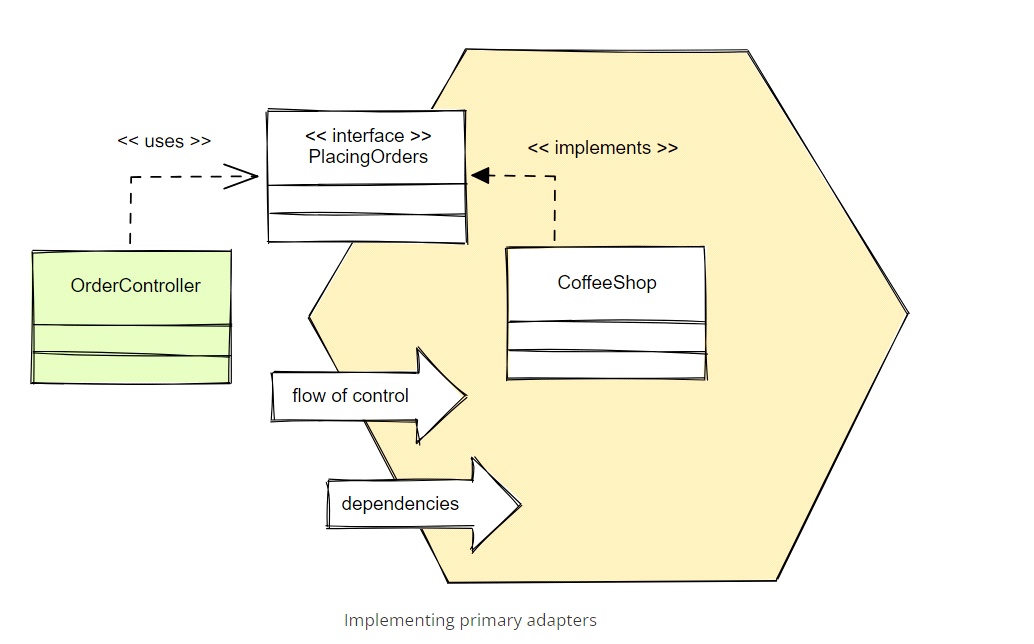 << uses >>
<< interface >>
PlacingOrders
<< implements >>
OrderController
CoffeeShop
flow of control
dependencies
Implementing primary adapters